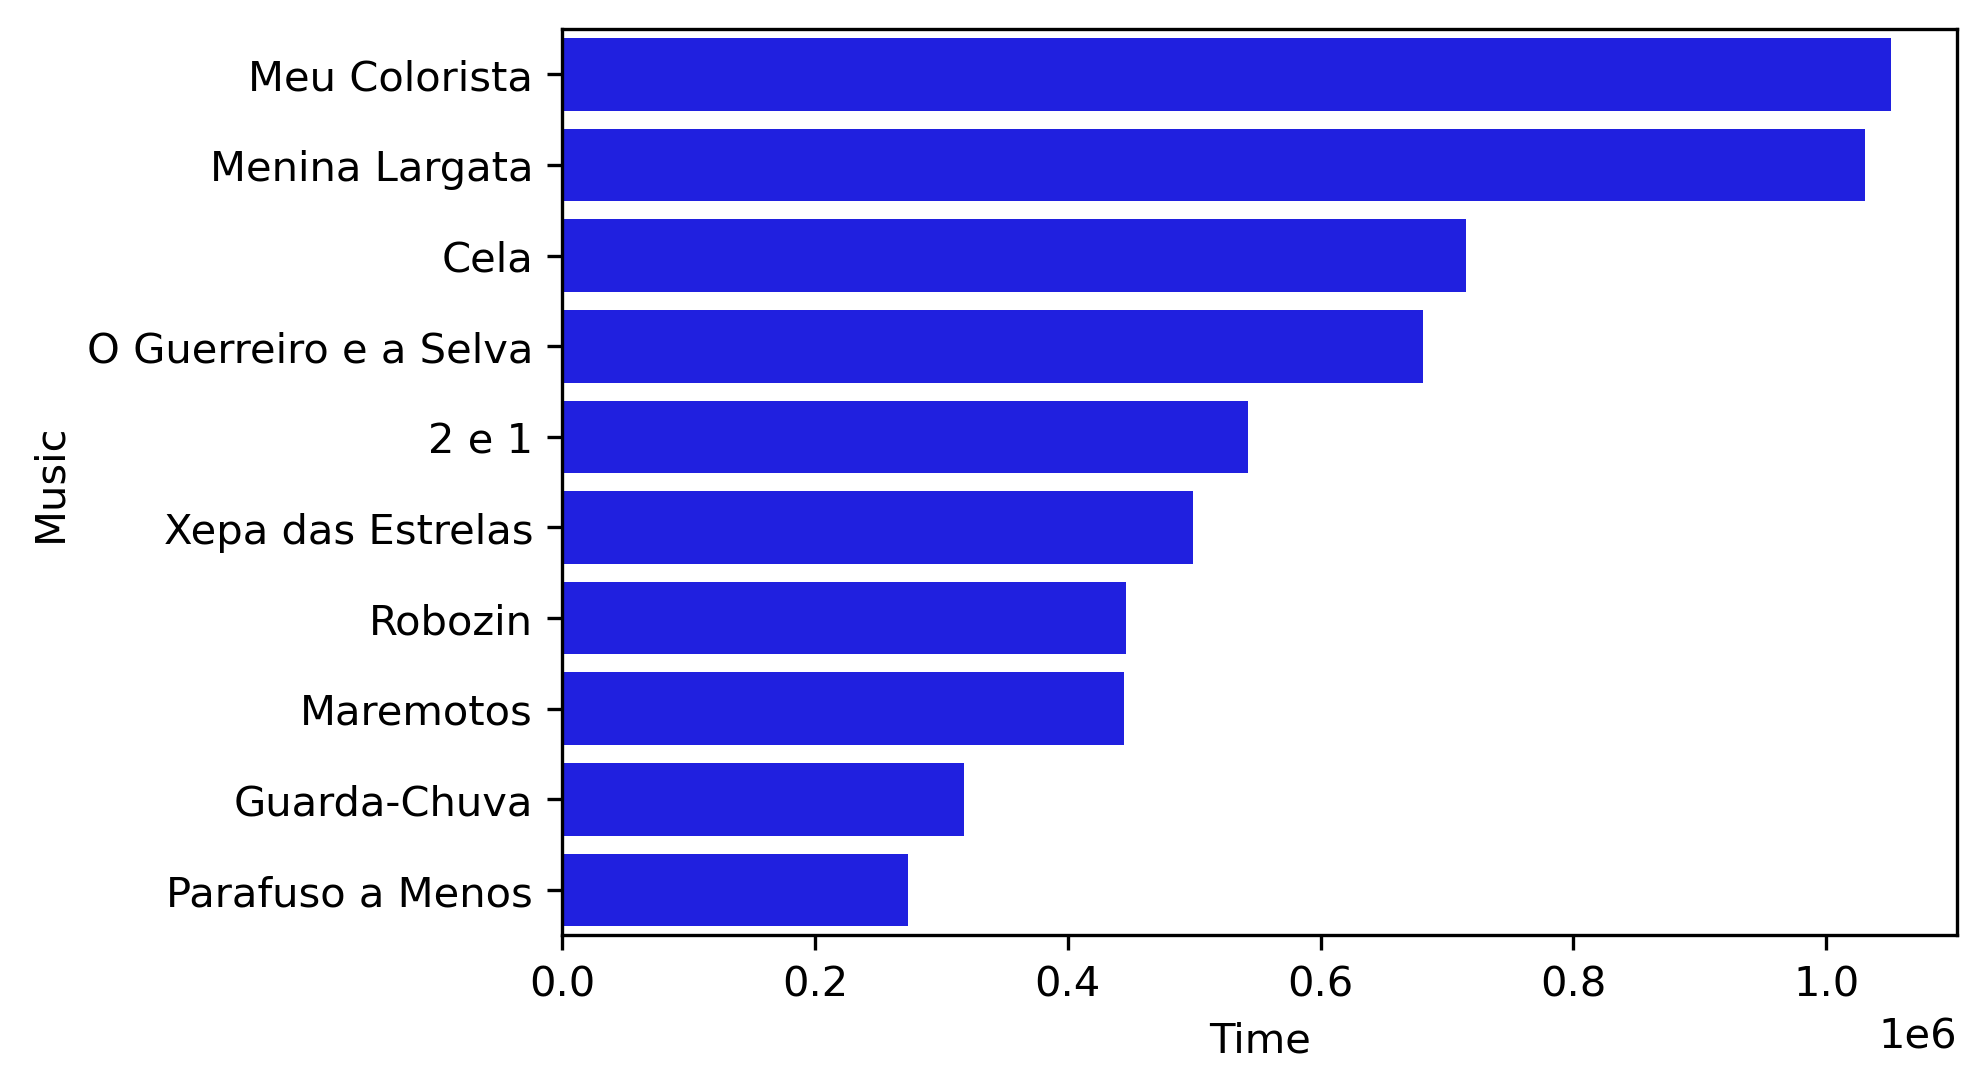 Meu Colorista
Menina Largata
Cela
O Guerreiro e a Selva
2 e 1
Xepa das Estrelas
Robozin
Maremotos
Guarda-Chuva
Parafuso a Menos
Music
0.0 0.2 0.4 0.6 0.8 1.0
1e6
Time